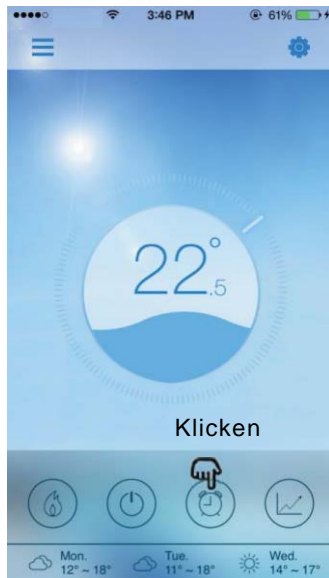 3:46 PM 61%
22°
.5
Klicken
Mon. Tue. Wed.
12° ~ 18° 11° ~ 18° 14° ~ 17°